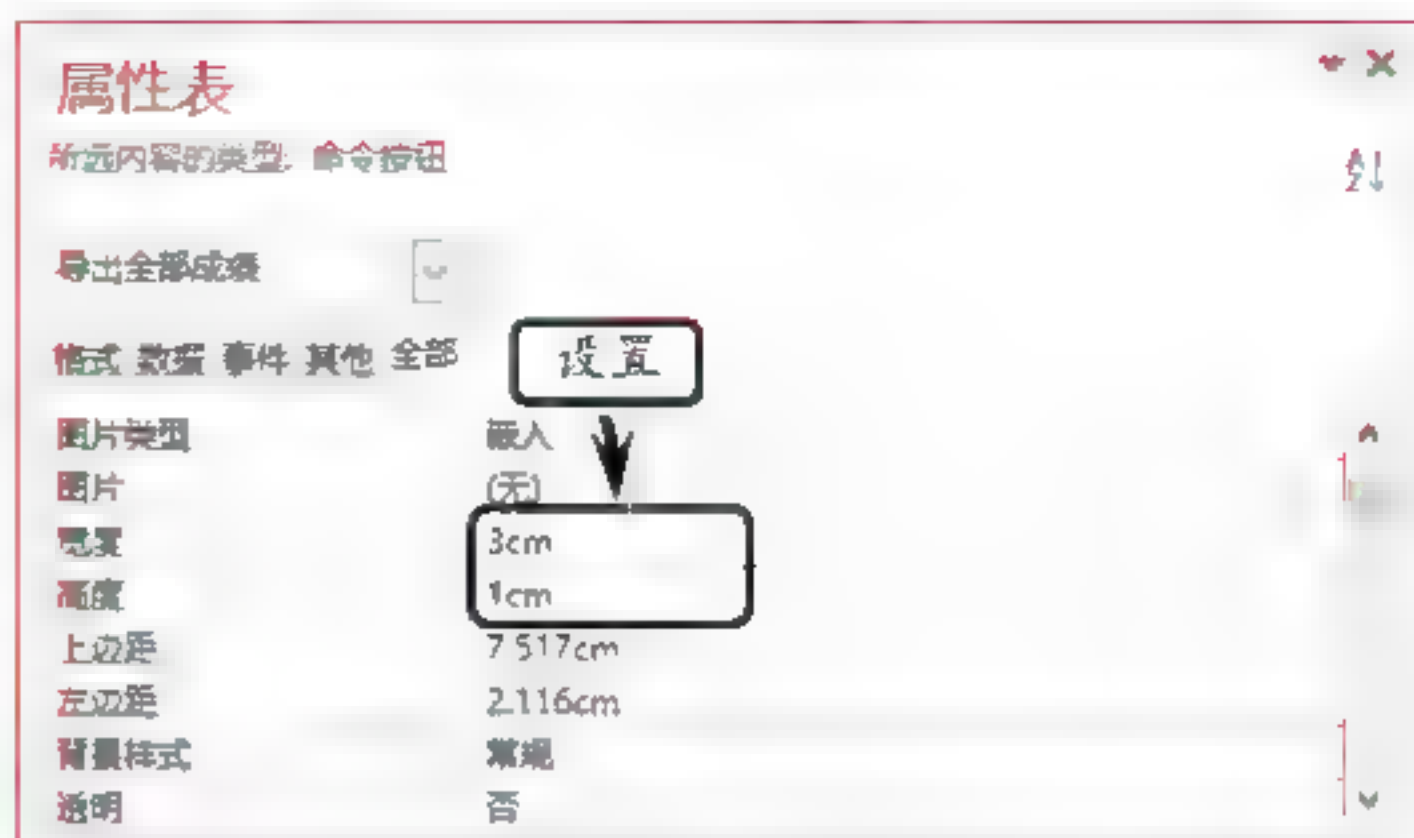 属性表
所选内容的类型: 命令按钮
导出全部成绩
格式 数据 事件 其他 全部
设置
图片类型 嵌入
图片 (无)
宽度 3cm
高度 1cm
上边距 7.517cm
左边距 2.116cm
背景样式 常规
透明 否